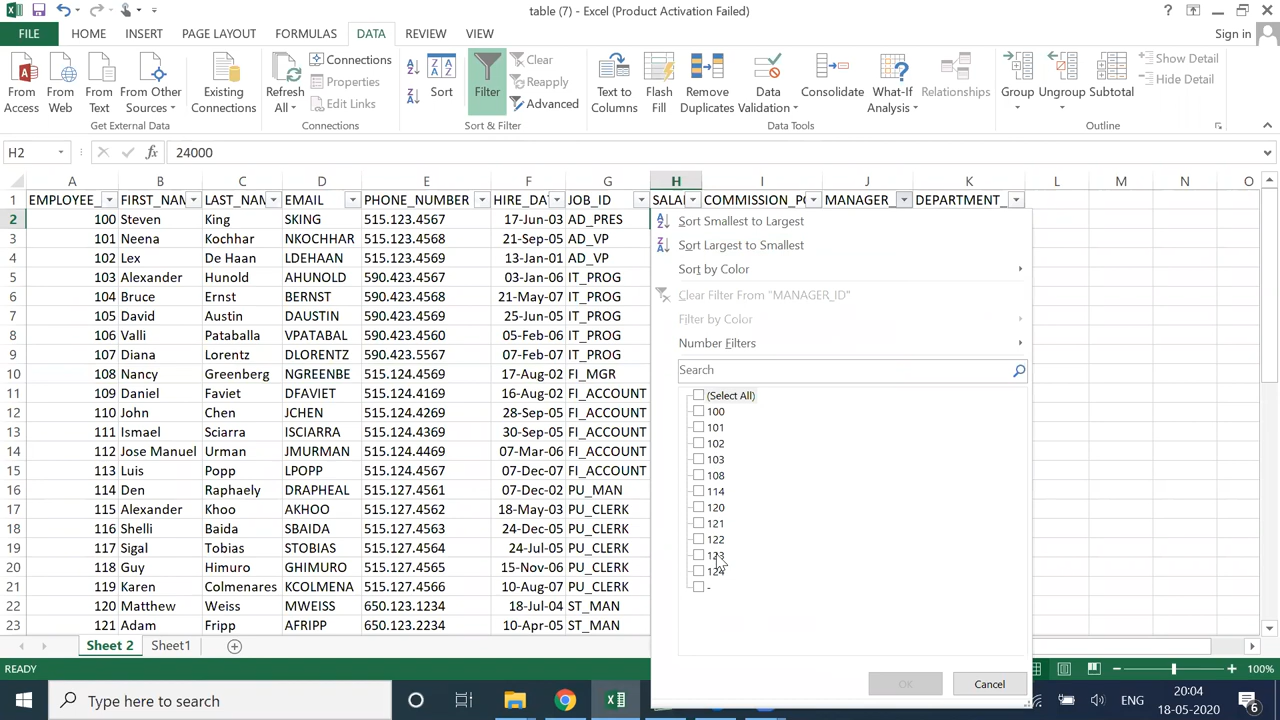 table (7) - Excel (Product Activation Failed)
FILE HOME INSERT PAGE LAYOUT FORMULAS DATA REVIEW VIEW Sign in
From Access
From Web
From Text
From Other Sources
Existing Connections
Refresh All
Connections
Properties
Edit Links
Sort
Filter
Clear
Reapply
Advanced
Text to Columns
Flash Fill
Remove Duplicates
Data Validation
Consolidate
What-If Analysis
Relationships
Group
Ungroup
Subtotal
Show Detail
Hide Detail
Get External Data Connections Sort & Filter Data Tools Outline
H2 fx 24000
A B C D E F G H I J K L M N O
1 EMPLOYEE_ FIRST_NAM LAST_NAM EMAIL PHONE_NUMBER HIRE_DA JOB_ID SALA COMMISSION_P MANAGER_ DEPARTMENT_
2 100 Steven King SKING 515.123.4567 17-Jun-03 AD_PRES
3 101 Neena Kochhar NKOCHHAR 515.123.4568 21-Sep-05 AD_VP
4 102 Lex De Haan LDEHAAN 515.123.4569 13-Jan-01 AD_VP
5 103 Alexander Hunold AHUNOLD 590.423.4567 03-Jan-06 IT_PROG
6 104 Bruce Ernst BERNST 590.423.4568 21-May-07 IT_PROG
7 105 David Austin DAUSTIN 590.423.4569 25-Jun-05 IT_PROG
8 106 Valli Pataballa VPATABAL 590.423.4560 05-Feb-06 IT_PROG
9 107 Diana Lorentz DLORENTZ 590.423.5567 07-Feb-07 IT_PROG
10 108 Nancy Greenberg NGREENBE 515.124.4569 17-Aug-02 FI_MGR
11 109 Daniel Faviet DFAVIET 515.124.4169 16-Aug-02 FI_ACCOUNT
12 110 John Chen JCHEN 515.124.4269 28-Sep-05 FI_ACCOUNT
13 111 Ismael Sciarra ISCIARRA 515.124.4369 30-Sep-05 FI_ACCOUNT
14 112 Jose Manuel Urman JMURMAN 515.124.4469 07-Mar-06 FI_ACCOUNT
15 113 Luis Popp LPOPP 515.124.4567 07-Dec-07 FI_ACCOUNT
16 114 Den Raphaely DRAPHEAL 515.127.4561 07-Dec-02 PU_MAN
17 115 Alexander Khoo AKHOO 515.127.4562 18-May-03 PU_CLERK
18 116 Shelli Baida SBAIDA 515.127.4563 24-Dec-05 PU_CLERK
19 117 Sigal Tobias STOBIAS 515.127.4564 24-Jul-05 PU_CLERK
20 118 Guy Himuro GHIMURO 515.127.4565 15-Nov-06 PU_CLERK
21 119 Karen Colmenares KCOLMENA 515.127.4566 10-Aug-07 PU_CLERK
22 120 Matthew Weiss MWEISS 650.123.1234 18-Jul-04 ST_MAN
23 121 Adam Fripp AFRIPP 650.123.2234 10-Apr-05 ST_MAN
Sort Smallest to Largest
Sort Largest to Smallest
Sort by Color
Clear Filter From "MANAGER_ID"
Filter by Color
Number Filters
Search
(Select All)
100
101
102
103
108
114
120
121
122
123
124
-
OK Cancel
Sheet 2 Sheet1
READY 100%
Type here to search
ENG 20:04
18-05-2020
6